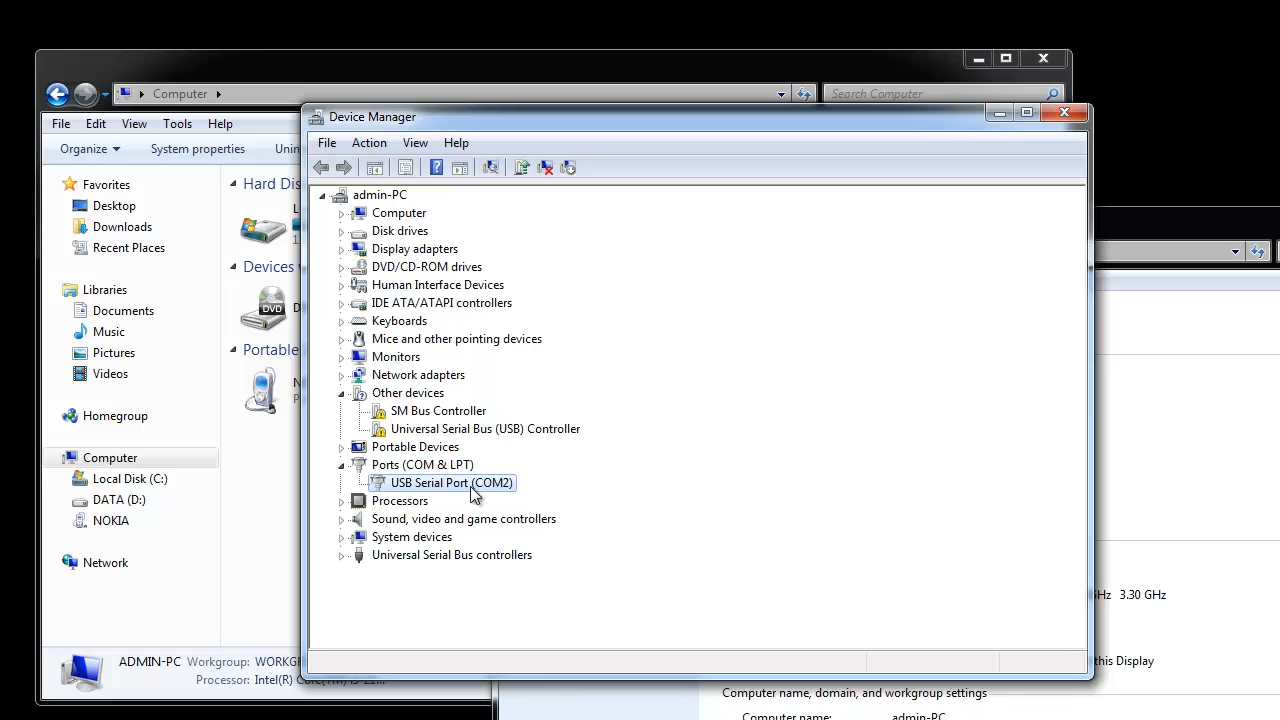 Computer
Search Computer
File Edit View Tools Help
Organize System properties Unin
Favorites
Desktop
Downloads
Recent Places
Libraries
Documents
Music
Pictures
Videos
Homegroup
Computer
Local Disk (C:)
DATA (D:)
NOKIA
Network
Hard Dis
L
1
Devices w
DVD
D
Portable
N
P
ADMIN-PC Workgroup: WORKGR
Processor: Intel(R) Core(TM)
Device Manager
File Action View Help
admin-PC
Computer
Disk drives
Display adapters
DVD/CD-ROM drives
Human Interface Devices
IDE ATA/ATAPI controllers
Keyboards
Mice and other pointing devices
Monitors
Network adapters
Other devices
SM Bus Controller
Universal Serial Bus (USB) Controller
Portable Devices
Ports (COM & LPT)
USB Serial Port (COM2)
Processors
Sound, video and game controllers
System devices
Universal Serial Bus controllers
GHz 3.30 GHz
this Display
Computer name, domain, and workgroup settings
Computer name: admin-PC